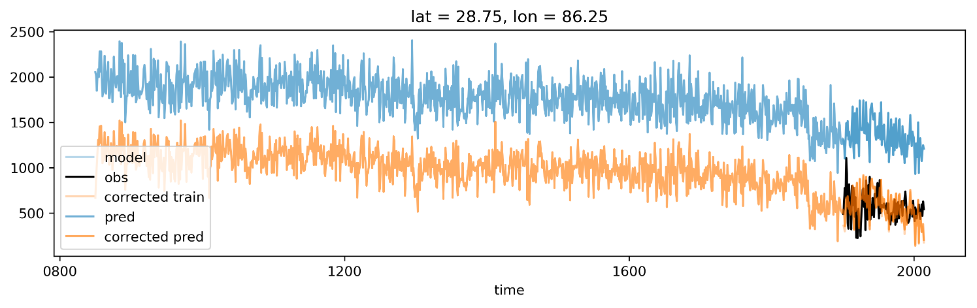 lat = 28.75, lon = 86.25
2500
2000
1500
1000
500
model
obs
corrected train
pred
corrected pred
0800
1200
1600
2000
time